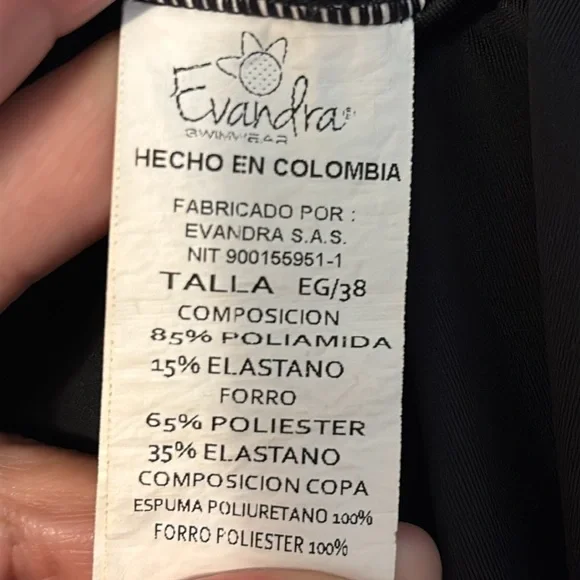 Evandra®
SWIMWEAR
HECHO EN COLOMBIA
FABRICADO POR :
EVANDRA S.A.S.
NIT 900155951-1
TALLA EG/38
COMPOSICION
85% POLIAMIDA
15% ELASTANO
FORRO
65% POLIESTER
35% ELASTANO
COMPOSICION COPA
ESPUMA POLIURETANO 100%
FORRO POLIESTER 100%